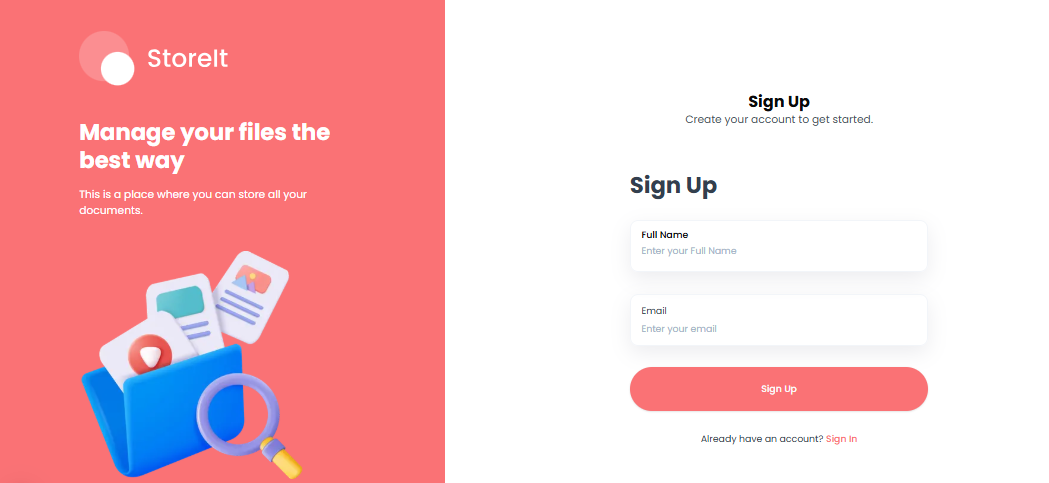 StoreIt
Manage your files the
best way
This is a place where you can store all your
documents.
Sign Up
Create your account to get started.
Sign Up
Full Name
Enter your Full Name
Email
Enter your email
Sign Up
Already have an account? Sign In